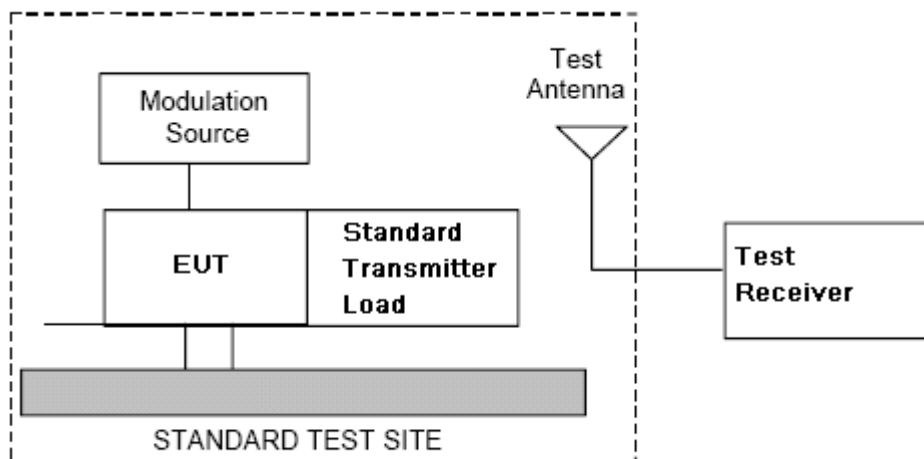 Modulation
Source
Test
Antenna
EUT
Standard
Transmitter
Load
Test
Receiver
STANDARD TEST SITE